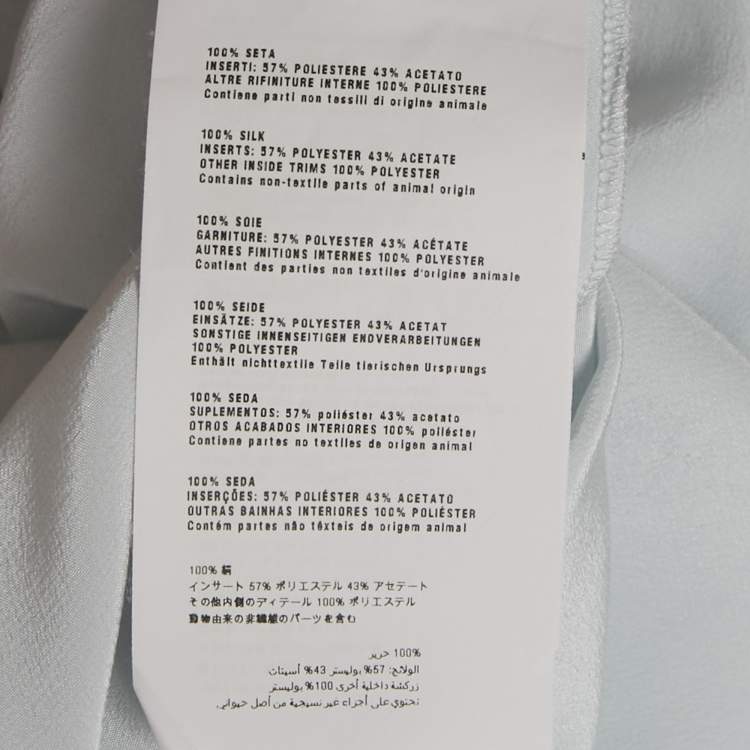 100% SETA
INSERTI: 57% POLIESTERE 43% ACETATO
ALTRE RIFINITURE INTERNE 100% POLIESTERE
Contiene parti non tessili di origine animale
100% SILK
INSERTS: 57% POLYESTER 43% ACETATE
OTHER INSIDE TRIMS 100% POLYESTER
Contains non-textile parts of animal origin
100% SOIE
GARNITURE: 57% POLYESTER 43% ACÉTATE
AUTRES FINITIONS INTERNES 100% POLYESTER
Contient des parties non textiles d'origine animale
100% SEIDE
EINSÄTZE: 57% POLYESTER 43% ACETAT
SONSTIGE INNENSEITIGEN ENDVERARBEITUNGEN
100% POLYESTER
Enthält nichttextile Teile tierischen Ursprungs
100% SEDA
SUPLEMENTOS: 57% poliéster 43% acetato
OTROS ACABADOS INTERIORES 100% poliéster
Contiene partes no textiles de origen animal
100% SEDA
INSERÇÕES: 57% POLIÉSTER 43% ACETATO
OUTRAS BAINHAS INTERIORES 100% POLIÉSTER
Contém partes não têxteis de origem animal
100% 絹
インサート 57% ポリエステル 43% アセテート
その他内側のディテール 100% ポリエステル
動物由来の非繊維のパーツを含む
100% حرير
الولائج: 57% بوليستر 43% أسيتات
زركشة داخلية أخرى 100% بوليستر
تحتوي على أجزاء غير نسيجية من أصل حيواني.